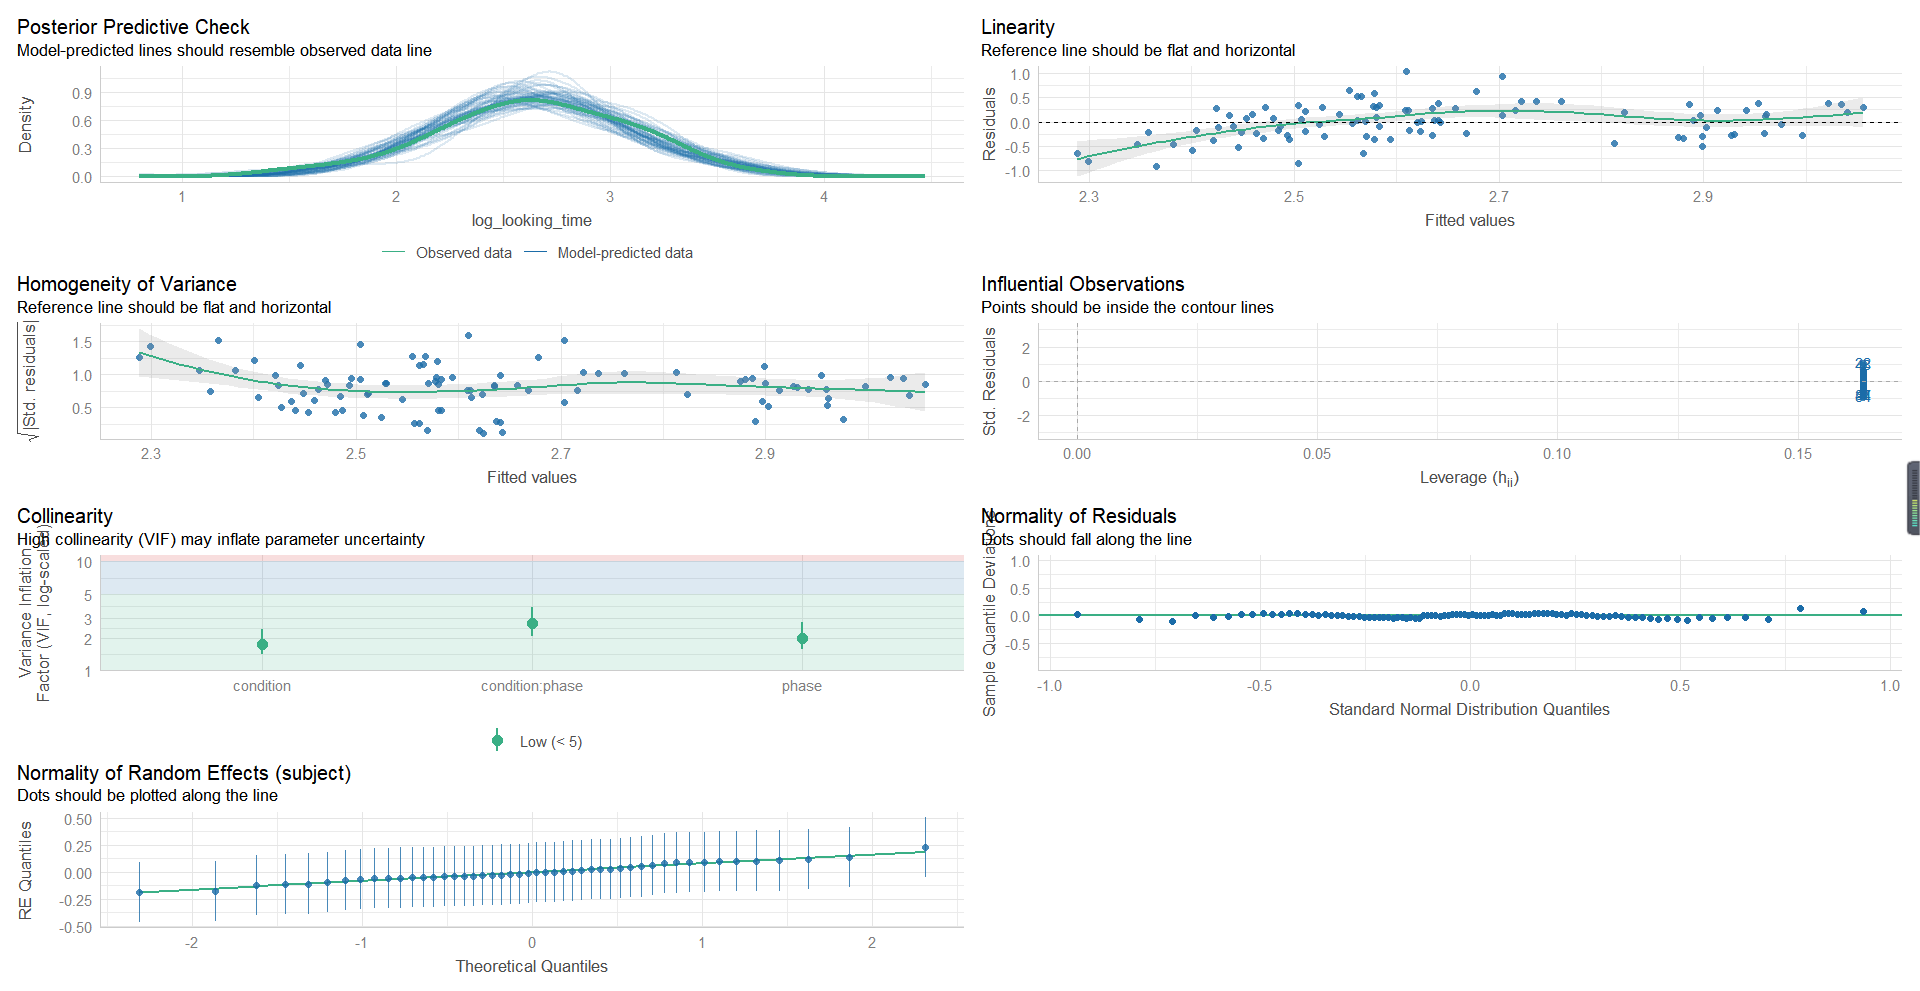 Posterior Predictive Check
Model-predicted lines should resemble observed data line
Density
0.9
0.6
0.3
0.0
1
2
3
4
log_looking_time
Observed data
Model-predicted data
Linearity
Reference line should be flat and horizontal
Residuals
1.0
0.5
0.0
-0.5
-1.0
2.3
2.5
2.7
2.9
Fitted values
Homogeneity of Variance
Reference line should be flat and horizontal
√|Std. residuals|
1.5
1.0
0.5
2.3
2.5
2.7
2.9
Fitted values
Influential Observations
Points should be inside the contour lines
Std. Residuals
2
0
-2
0.00
0.05
0.10
0.15
Leverage (hii)
Collinearity
High collinearity (VIF) may inflate parameter uncertainty
Variance Inflation
Factor (VIF, log-scaled)
10
5
3
2
1
condition
condition:phase
phase
Low (< 5)
Normality of Residuals
Dots should fall along the line
Sample Quantile Deviations
1.0
0.5
0.0
-0.5
-1.0
-0.5
0.0
0.5
1.0
Standard Normal Distribution Quantiles
Normality of Random Effects (subject)
Dots should be plotted along the line
RE Quantiles
0.50
0.25
0.00
-0.25
-0.50
-2
-1
0
1
2
Theoretical Quantiles